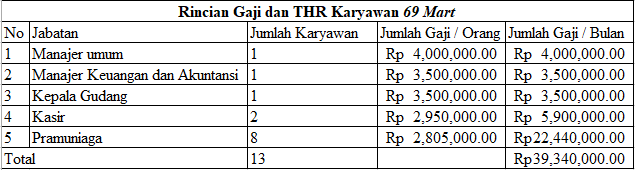 Rincian Gaji dan THR Karyawan 69 Mart
No Jabatan Jumlah Karyawan Jumlah Gaji / Orang Jumlah Gaji / Bulan
1 Manajer umum 1 Rp 4,000,000.00 Rp 4,000,000.00
2 Manajer Keuangan dan Akuntansi 1 Rp 3,500,000.00 Rp 3,500,000.00
3 Kepala Gudang 1 Rp 3,500,000.00 Rp 3,500,000.00
4 Kasir 2 Rp 2,950,000.00 Rp 5,900,000.00
5 Pramuniaga 8 Rp 2,805,000.00 Rp22,440,000.00
Total 13 Rp39,340,000.00